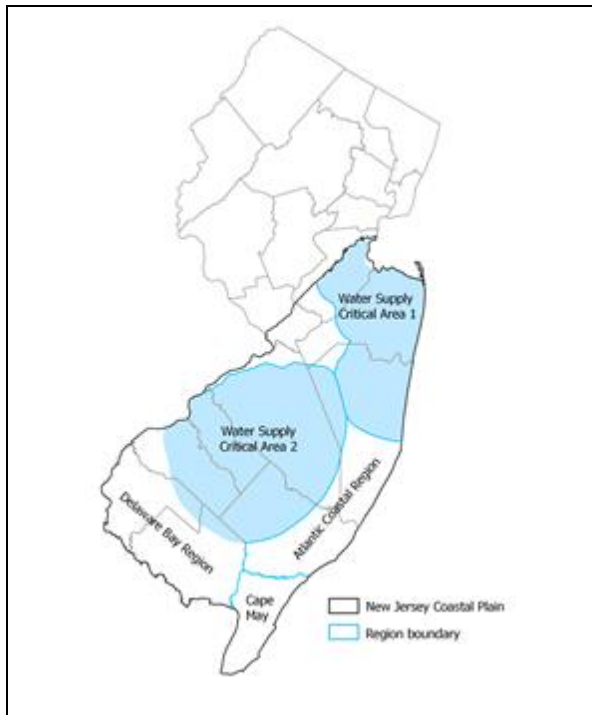 Water Supply
Critical Area 1
Water Supply
Critical Area 2
Delaware Bay Region
Atlantic Coastal Region
Cape
May
New Jersey Coastal Plain
Region boundary